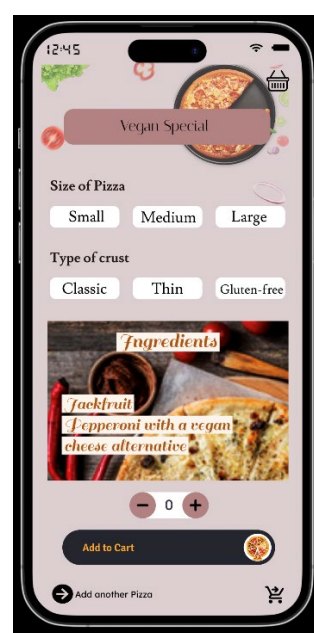 12:45
Vegan Special
Size of Pizza
Small Medium Large
Type of crust
Classic Thin Gluten-free
Ingredients
Jackfruit
Pepperoni with a vegan
cheese alternative
0
Add to Cart
Add another Pizza